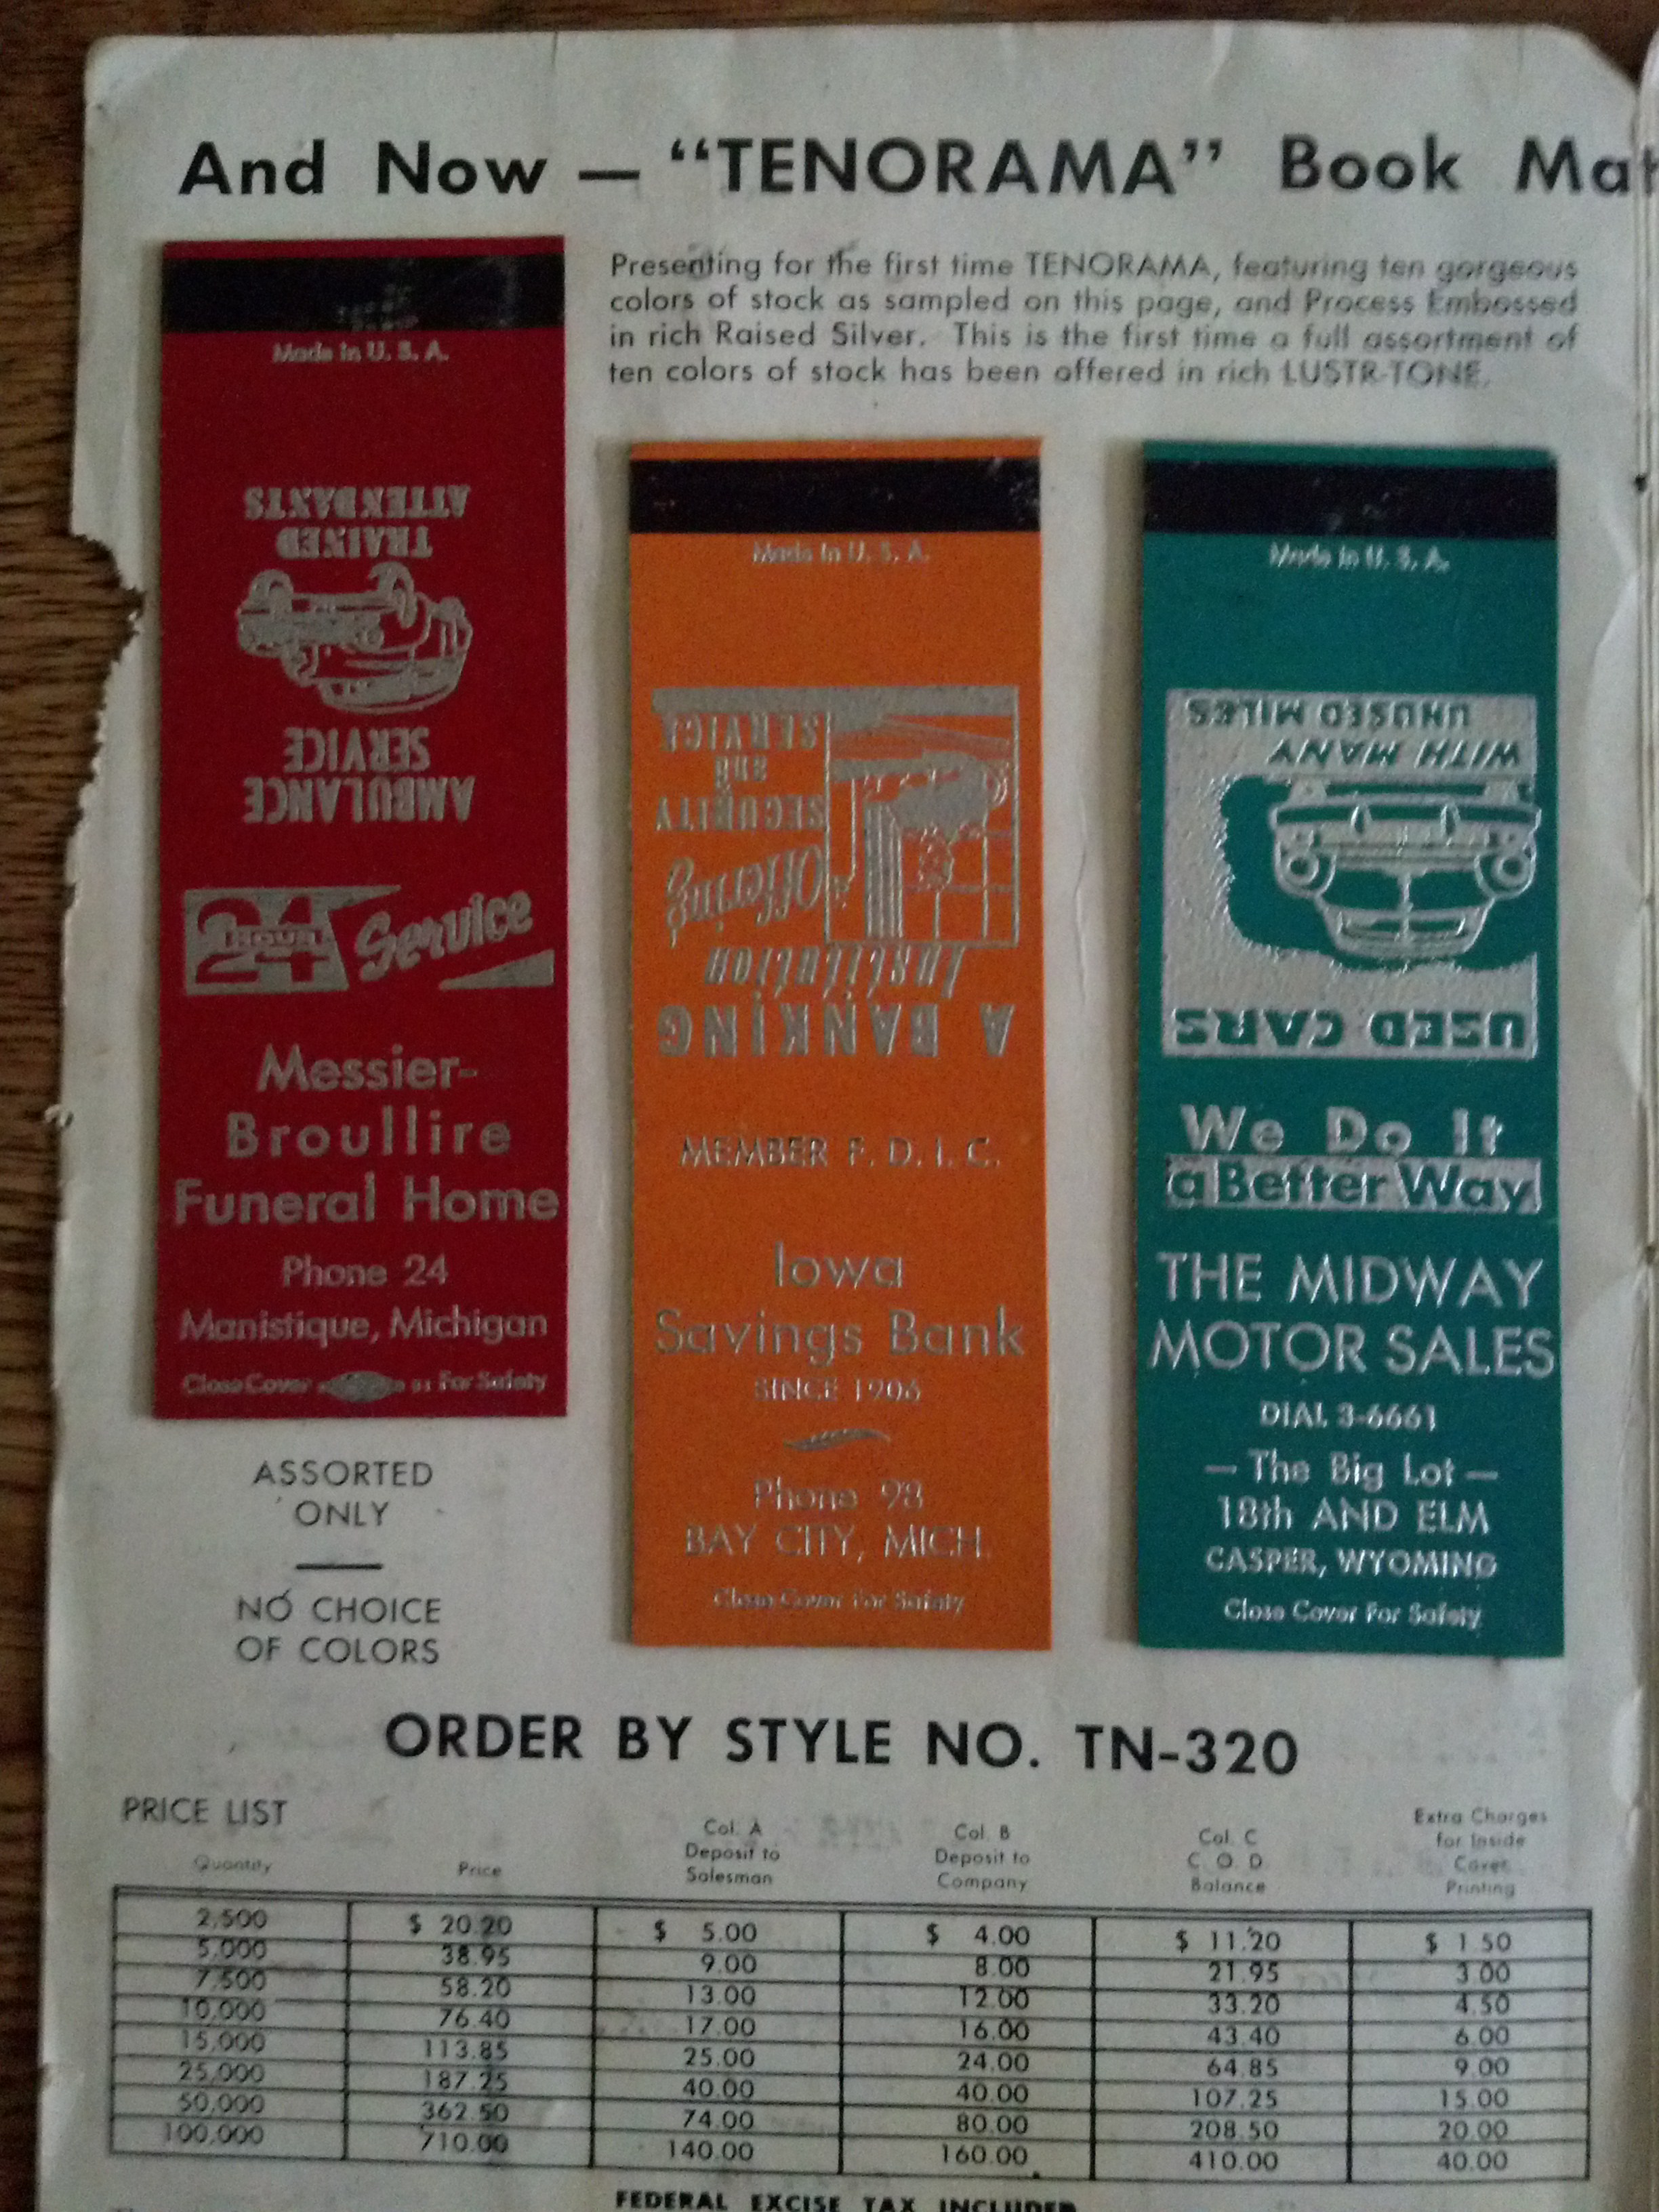 And Now — “TENORAMA” Book Mat
Presenting for the first time TENORAMA, featuring ten gorgeous
colors of stock as sampled on this page, and Process Embossed
in rich Raised Silver. This is the first time a full assortment of
ten colors of stock has been offered in rich LUSTR-TONE.
Made in U. S. A.
AMBULANCE
SERVICE
TRAINED
ATTENDANTS
24 HOUR Service
Messier-
Broullire
Funeral Home
Phone 24
Manistique, Michigan
Close Cover For Safety
Made In U. S. A.
A BANKING
Institution
Offering
SECURITY
and
SERVICE
MEMBER F. D. I. C.
Iowa
Savings Bank
SINCE 1906
Phone 98
BAY CITY, MICH.
Close Cover For Safety
Made In U. S. A.
USED CARS
WITH MANY
UNUSED MILES
We Do It
a Better Way
THE MIDWAY
MOTOR SALES
DIAL 3-6661
— The Big Lot —
18th AND ELM
CASPER, WYOMING
Close Cover For Safety
ASSORTED
ONLY
NO CHOICE
OF COLORS
ORDER BY STYLE NO. TN-320
PRICE LIST
Quantity Price Col. A Deposit to Salesman Col. B Deposit to Company Col. C C. O. D. Balance Extra Charges for Inside Cover Printing
2,500 $ 20.20 $ 5.00 $ 4.00 $ 11.20 $ 1.50
5,000 38.95 9.00 8.00 21.95 3.00
7,500 58.20 13.00 12.00 33.20 4.50
10,000 76.40 17.00 16.00 43.40 6.00
15,000 113.85 25.00 24.00 64.85 9.00
25,000 187.25 40.00 40.00 107.25 15.00
50,000 362.50 74.00 80.00 208.50 20.00
100,000 710.00 140.00 160.00 410.00 40.00
FEDERAL EXCISE TAX INCLUDED